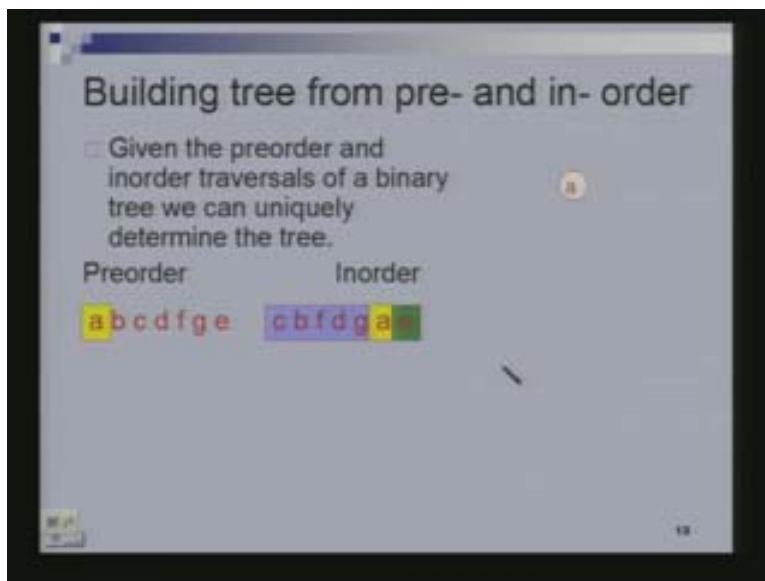 Building tree from pre- and in- order
Given the preorder and
inorder traversals of a binary
tree we can uniquely
determine the tree.
a
Preorder Inorder
a b c d f g e c b f d g a e